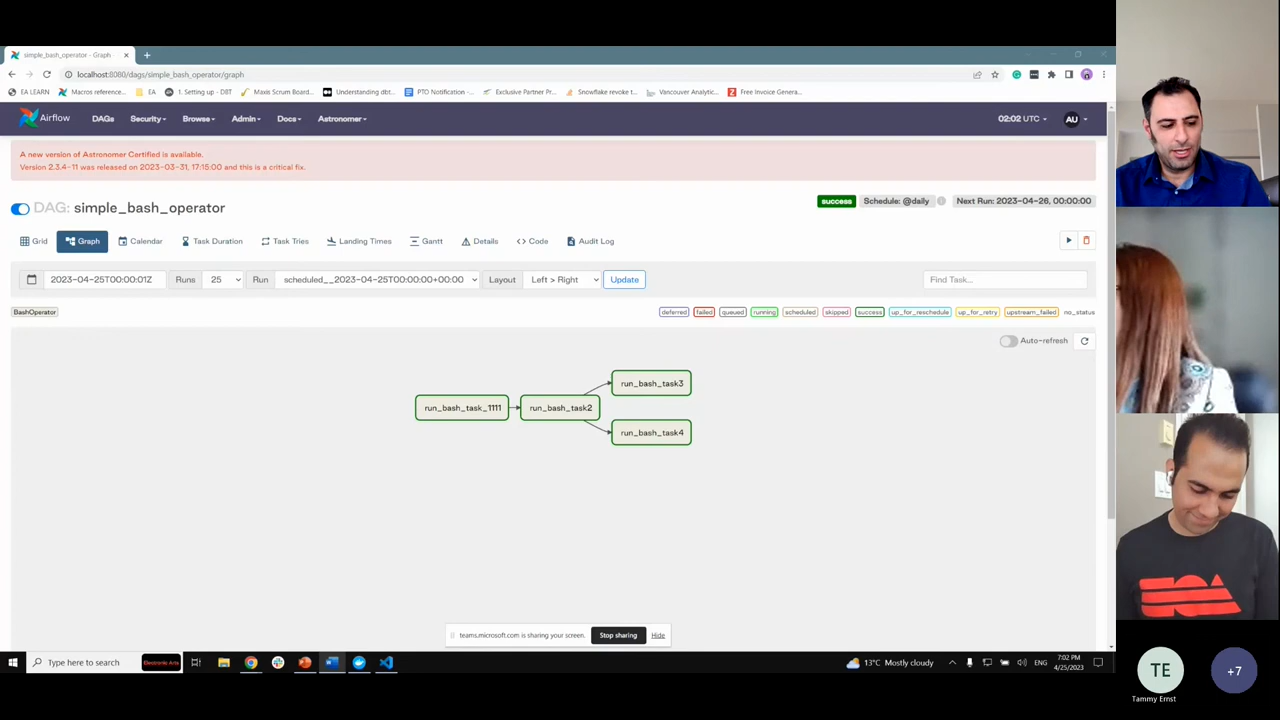 simple_bash_operator - Graph
localhost:8080/dags/simple_bash_operator/graph
EA LEARN Macros reference... EA 1. Setting up - DBT Maxis Scrum Board... Understanding dbt... PTO Notification -... Exclusive Partner Pr... Snowflake revoke t... Vancouver Analytic... Free Invoice Genera...
Airflow DAGs Security Browse Admin Docs Astronomer 02:02 UTC AU
A new version of Astronomer Certified is available.
Version 2.3.4-11 was released on 2023-03-31, 17:15:00 and this is a critical fix.
DAG: simple_bash_operator success Schedule: @daily Next Run: 2023-04-26, 00:00:00
Grid Graph Calendar Task Duration Task Tries Landing Times Gantt Details Code Audit Log
2023-04-25T00:00:01Z Runs 25 Run scheduled__2023-04-25T00:00:00+00:00 Layout Left > Right Update Find Task...
BashOperator deferred failed queued running scheduled skipped success up_for_reschedule up_for_retry upstream_failed no_status
Auto-refresh
run_bash_task3
run_bash_task_1111 run_bash_task2
run_bash_task4
teams.microsoft.com is sharing your screen. Stop sharing Hide
Type here to search Electronic Arts 13°C Mostly cloudy ENG 7:02 PM
4/25/2023
TE +7
Tammy Ernst